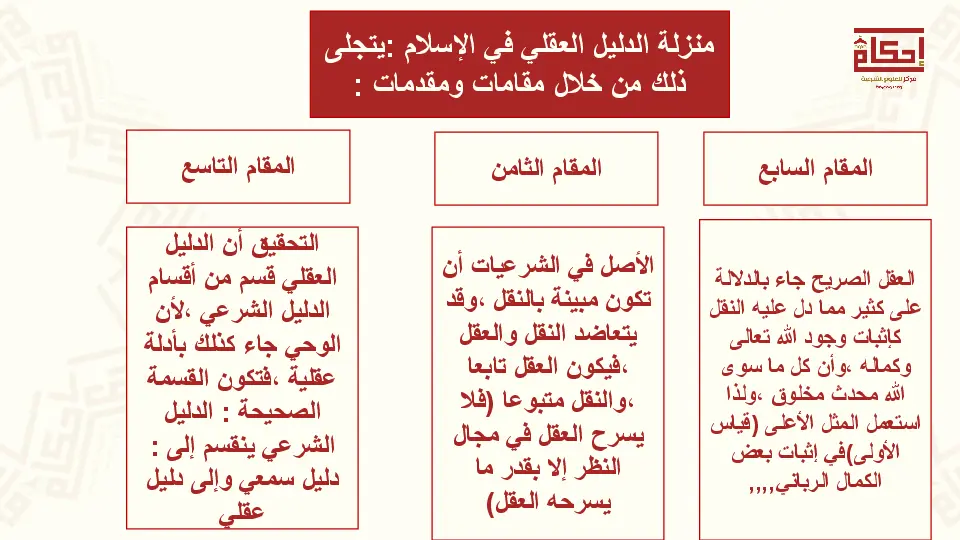 منزلة الدليل العقلي في الإسلام :يتجلى
ذلك من خلال مقامات ومقدمات :
إحكام
مركز للعلوم الشرعية
المقام السابع
العقل الصريح جاء بالدلالة
على كثير مما دل عليه النقل
كإثبات وجود الله تعالى
وكماله ،وأن كل ما سوى
الله محدث مخلوق ،ولذا
استعمل المثل الأعلى (قياس
الأولى)في إثبات بعض
الكمال الرباني,,,,
المقام الثامن
الأصل في الشرعيات أن
تكون مبينة بالنقل ،وقد
يتعاضد النقل والعقل
،فيكون العقل تابعا
،والنقل متبوعا (فلا
يسرح العقل في مجال
النظر إلا بقدر ما
يسرحه العقل)
المقام التاسع
التحقيق أن الدليل
العقلي قسم من أقسام
الدليل الشرعي ،لأن
الوحي جاء كذلك بأدلة
عقلية ،فتكون القسمة
الصحيحة : الدليل
الشرعي ينقسم إلى :
دليل سمعي وإلى دليل
عقلي